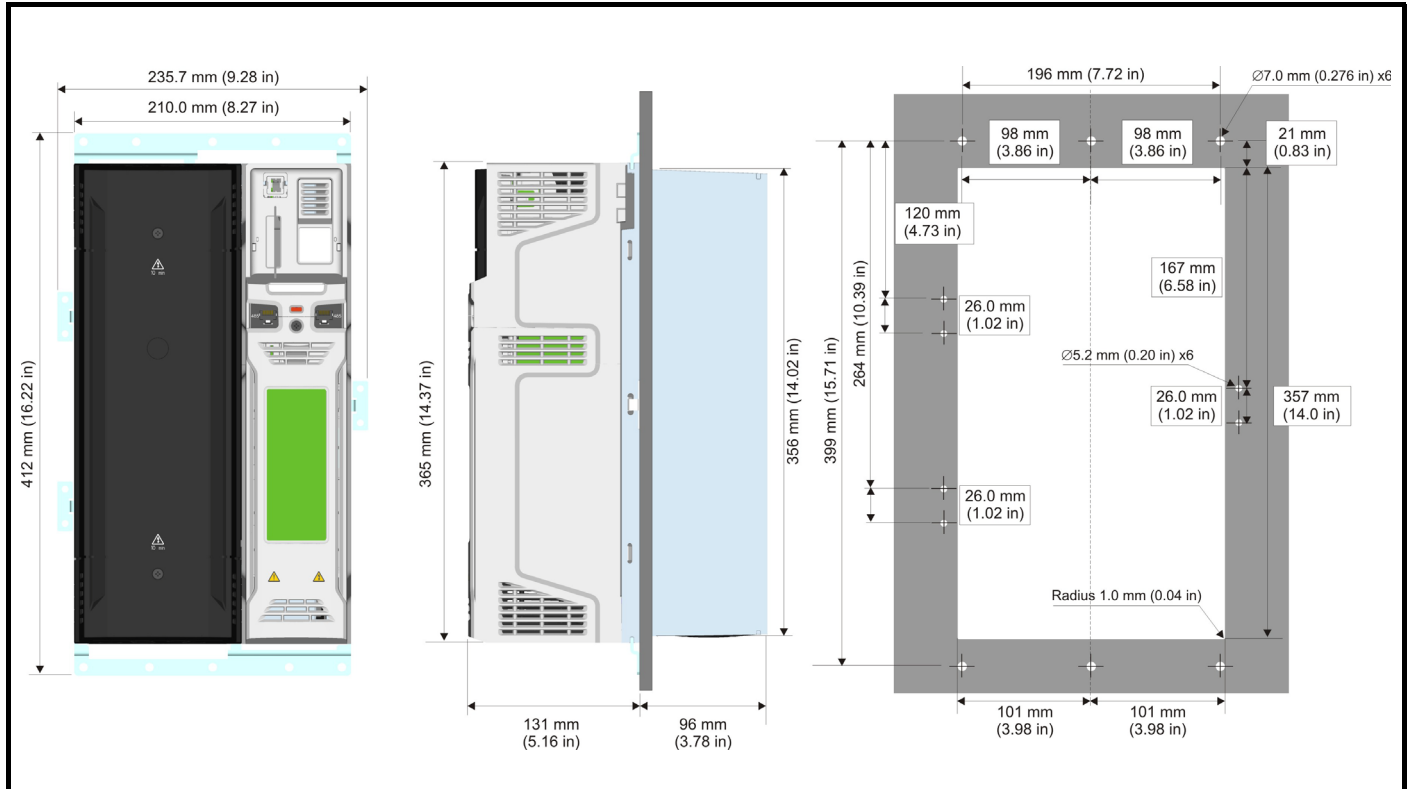 235.7 mm (9.28 in)
210.0 mm (8.27 in)
412 mm (16.22 in)
10 min
10 min
365 mm (14.37 in)
356 mm (14.02 in)
131 mm
(5.16 in)
96 mm
(3.78 in)
196 mm (7.72 in)
∅7.0 mm (0.276 in) x6
98 mm
(3.86 in)
98 mm
(3.86 in)
21 mm
(0.83 in)
120 mm
(4.73 in)
167 mm
(6.58 in)
264 mm (10.39 in)
399 mm (15.71 in)
26.0 mm
(1.02 in)
∅5.2 mm (0.20 in) x6
26.0 mm
(1.02 in)
357 mm
(14.0 in)
26.0 mm
(1.02 in)
Radius 1.0 mm (0.04 in)
101 mm
(3.98 in)
101 mm
(3.98 in)